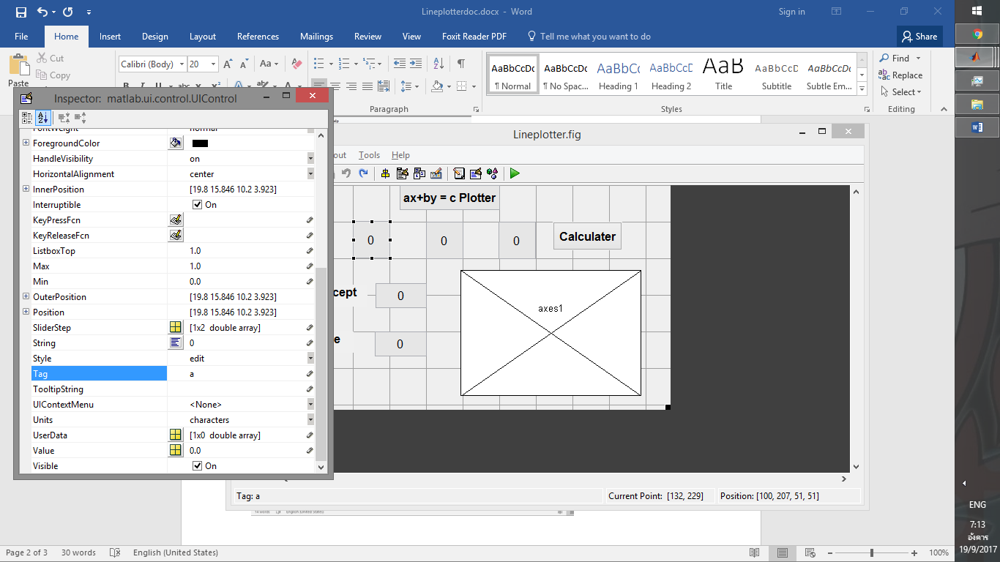 Lineplotterdoc.docx - Word
Sign in
File Home Insert Design Layout References Mailings Review View Foxit Reader PDF Tell me what you want to do Share
Cut
Copy
Paste
Calibri (Body) 20
Paragraph
AaBbCcDc AaBbCcDc AaBbCc AaBbCcD AaB AaBbCcD AaBbCcDc
¶ Normal ¶ No Spac... Heading 1 Heading 2 Title Subtitle Subtle Em...
Styles
Find
Replace
Select
Editing
Inspector: matlab.ui.control.UIControl
FontWeight normal
ForegroundColor
HandleVisibility on
HorizontalAlignment center
InnerPosition [19.8 15.846 10.2 3.923]
Interruptible On
KeyPressFcn
KeyReleaseFcn
ListboxTop 1.0
Max 1.0
Min 0.0
OuterPosition [19.8 15.846 10.2 3.923]
Position [19.8 15.846 10.2 3.923]
SliderStep [1x2 double array]
String 0
Style edit
Tag a
TooltipString
UIContextMenu <None>
Units characters
UserData [1x0 double array]
Value 0.0
Visible On
Lineplotter.fig
out Tools Help
ax+by = c Plotter
0 0 0 Calculater
cept 0
e 0
axes1
Tag: a
Current Point: [132, 229]
Position: [100, 207, 51, 51]
English (United States)
Page 2 of 3 30 words English (United States)
100%
ENG
7:13
อังคาร
19/9/2017